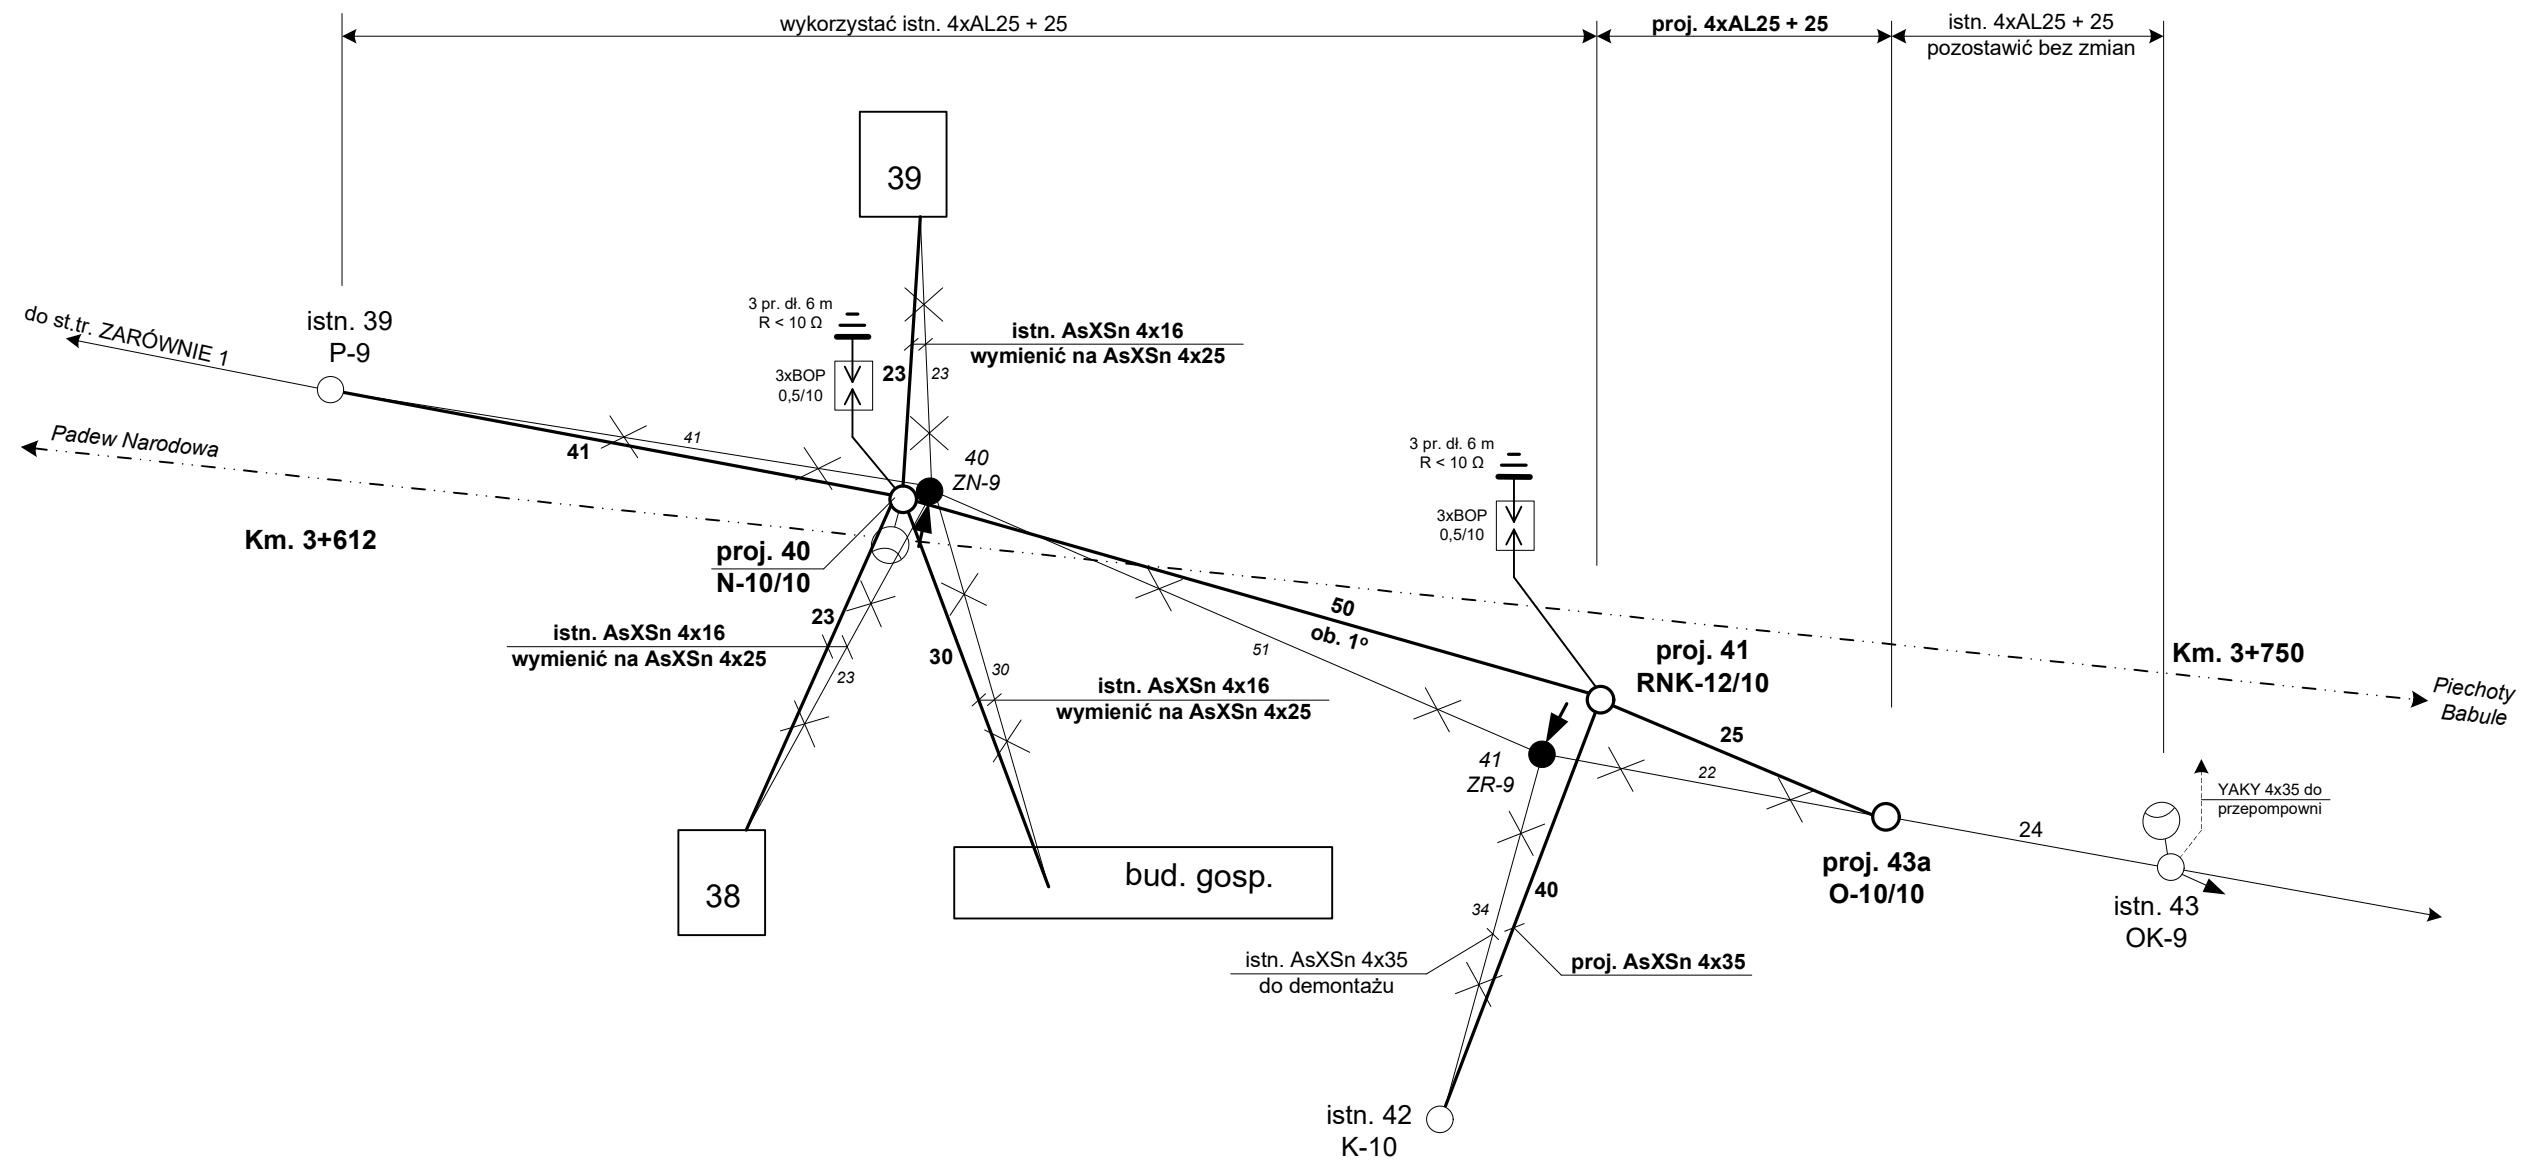 wykorzystać istn. 4xAL25 + 25
proj. 4xAL25 + 25
istn. 4xAL25 + 25
pozostawić bez zmian
39
3 pr. dł. 6 m
R < 10 Ω
3xBOP
0,5/10
23
23
istn. AsXSn 4x16
wymienić na AsXSn 4x25
do st.tr. ZARÓWNIE 1
istn. 39
P-9
Padew Narodowa
41
41
40
ZN-9
Km. 3+612
proj. 40
N-10/10
3 pr. dł. 6 m
R < 10 Ω
3xBOP
0,5/10
50
ob. 1º
51
23
istn. AsXSn 4x16
wymienić na AsXSn 4x25
23
30
30
istn. AsXSn 4x16
wymienić na AsXSn 4x25
proj. 41
RNK-12/10
Km. 3+750
Piechoty
Babule
25
41
ZR-9
22
YAKY 4x35 do
przepompowni
24
38
bud. gosp.
proj. 43a
O-10/10
istn. 43
OK-9
40
34
istn. AsXSn 4x35
do demontażu
proj. AsXSn 4x35
istn. 42
K-10